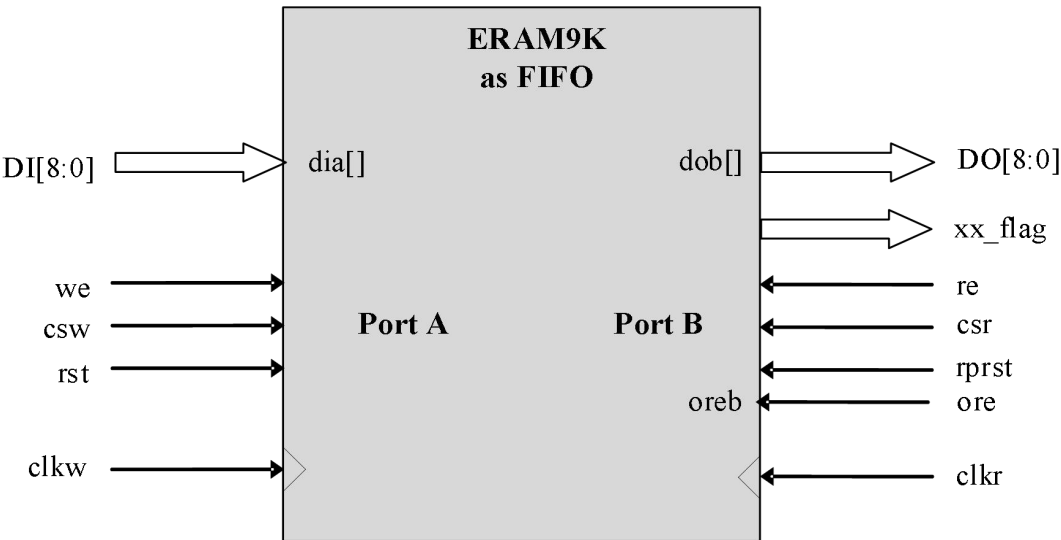 ERAM9K
as FIFO
DI[8:0] dia[] dob[] DO[8:0]
xx_flag
we re
csw Port A Port B csr
rst rprst
oreb ore
clkw clkr